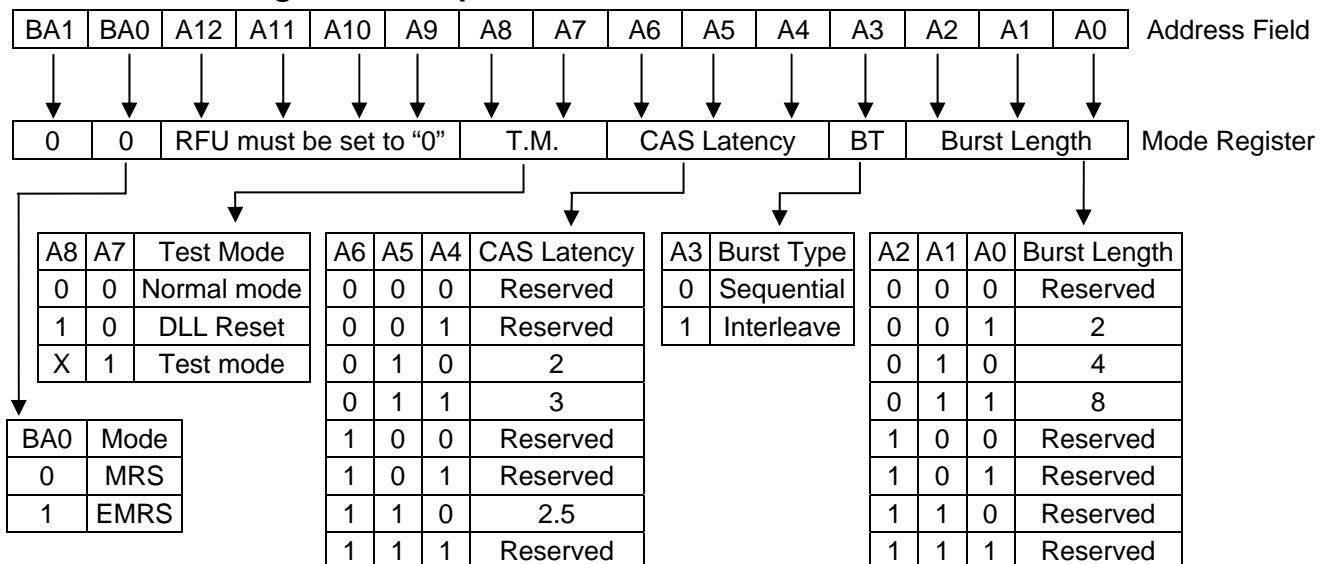 BA1 BA0 A12 A11 A10 A9 A8 A7 A6 A5 A4 A3 A2 A1 A0 Address Field
0 0 RFU must be set to “0” T.M. CAS Latency BT Burst Length Mode Register
A8 A7 Test Mode A6 A5 A4 CAS Latency A3 Burst Type A2 A1 A0 Burst Length
0 0 Normal mode 0 0 0 Reserved 0 Sequential 0 0 0 Reserved
1 0 DLL Reset 0 0 1 Reserved 1 Interleave 0 0 1 2
X 1 Test mode 0 1 0 2 0 1 0 4
0 1 1 3 0 1 1 8
BA0 Mode 1 0 0 Reserved 1 0 0 Reserved
0 MRS 1 0 1 Reserved 1 0 1 Reserved
1 EMRS 1 1 0 2.5 1 1 0 Reserved
1 1 1 Reserved 1 1 1 Reserved